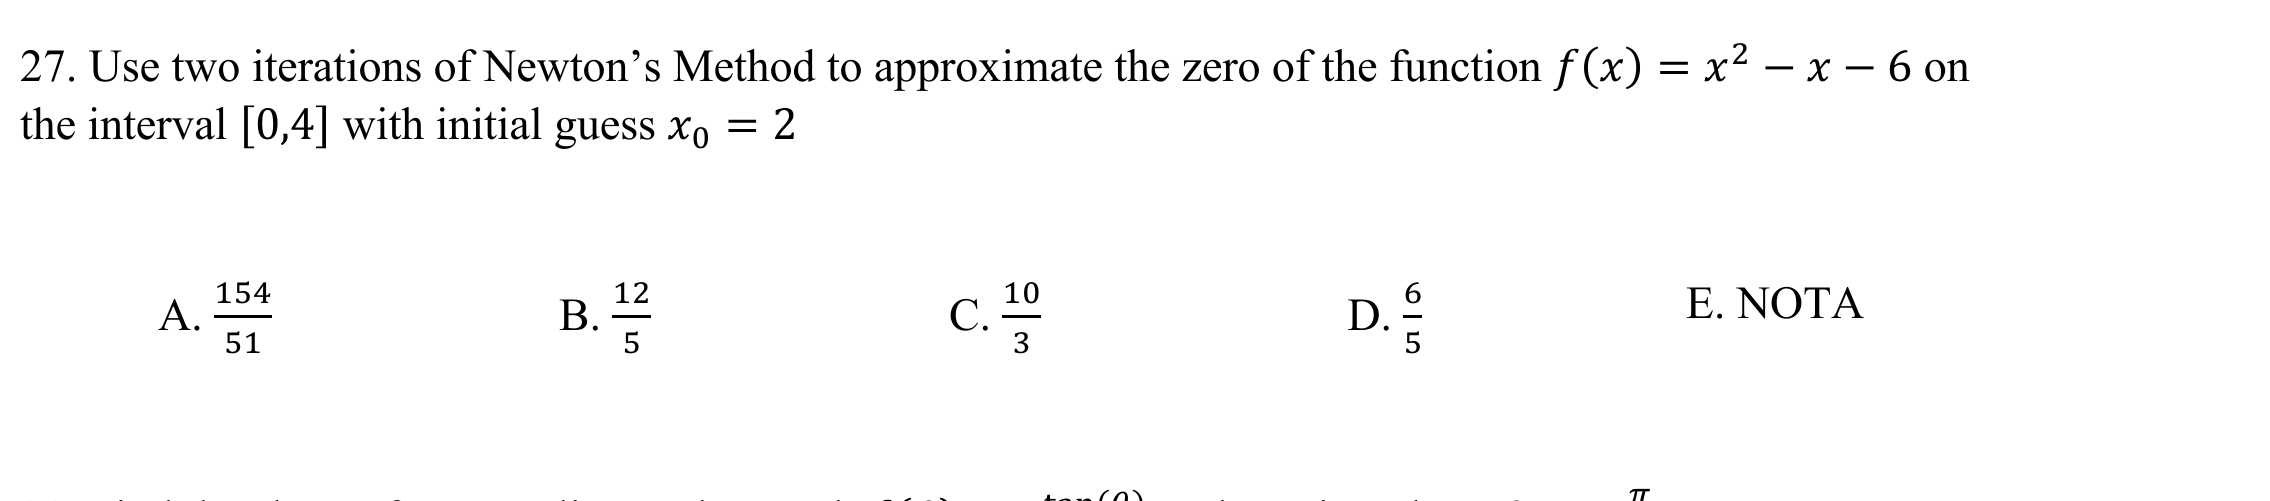 27. Use two iterations of Newton’s Method to approximate the zero of the function f(x) = x² − x − 6 on
the interval [0,4] with initial guess x₀ = 2
A. 154/51 B. 12/5 C. 10/3 D. 6/5 E. NOTA